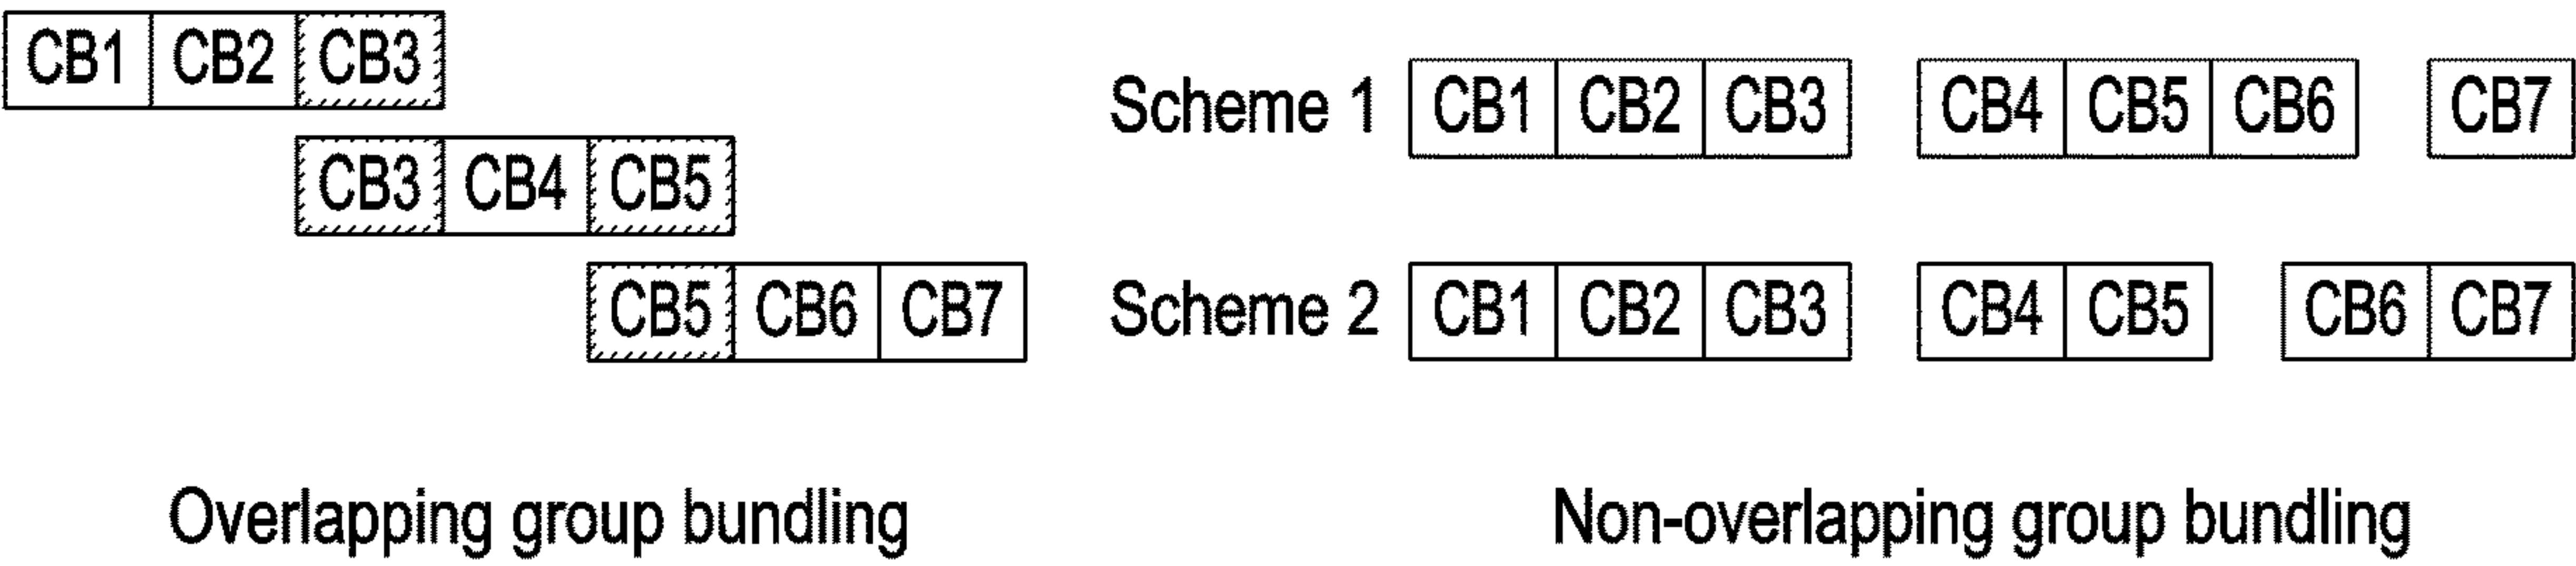 CB1 CB2 CB3
CB3 CB4 CB5
CB5 CB6 CB7
Overlapping group bundling
Scheme 1 CB1 CB2 CB3 CB4 CB5 CB6 CB7
Scheme 2 CB1 CB2 CB3 CB4 CB5 CB6 CB7
Non-overlapping group bundling